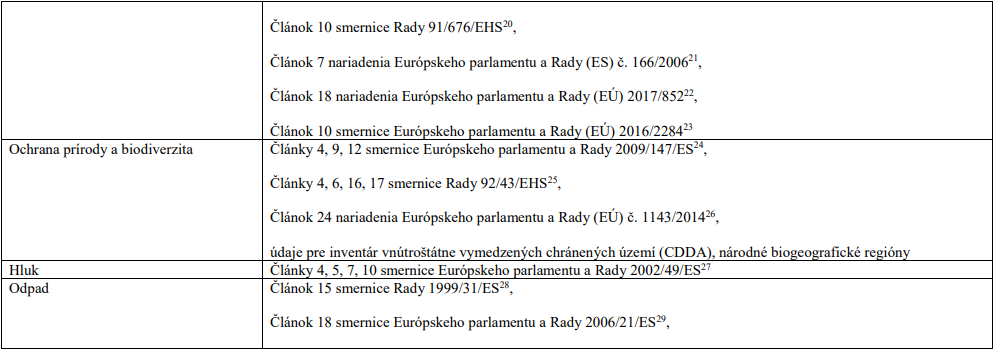 Článok 10 smernice Rady 91/676/EHS20,
Článok 7 nariadenia Európskeho parlamentu a Rady (ES) č. 166/200621,
Článok 18 nariadenia Európskeho parlamentu a Rady (EÚ) 2017/85222,
Článok 10 smernice Európskeho parlamentu a Rady (EÚ) 2016/228423
Ochrana prírody a biodiverzita
Články 4, 9, 12 smernice Európskeho parlamentu a Rady 2009/147/ES24,
Články 4, 6, 16, 17 smernice Rady 92/43/EHS25,
Článok 24 nariadenia Európskeho parlamentu a Rady (EÚ) č. 1143/201426,
údaje pre inventár vnútroštátne vymedzených chránených území (CDDA), národné biogeografické regióny
Hluk
Články 4, 5, 7, 10 smernice Európskeho parlamentu a Rady 2002/49/ES27
Odpad
Článok 15 smernice Rady 1999/31/ES28,
Článok 18 smernice Európskeho parlamentu a Rady 2006/21/ES29,